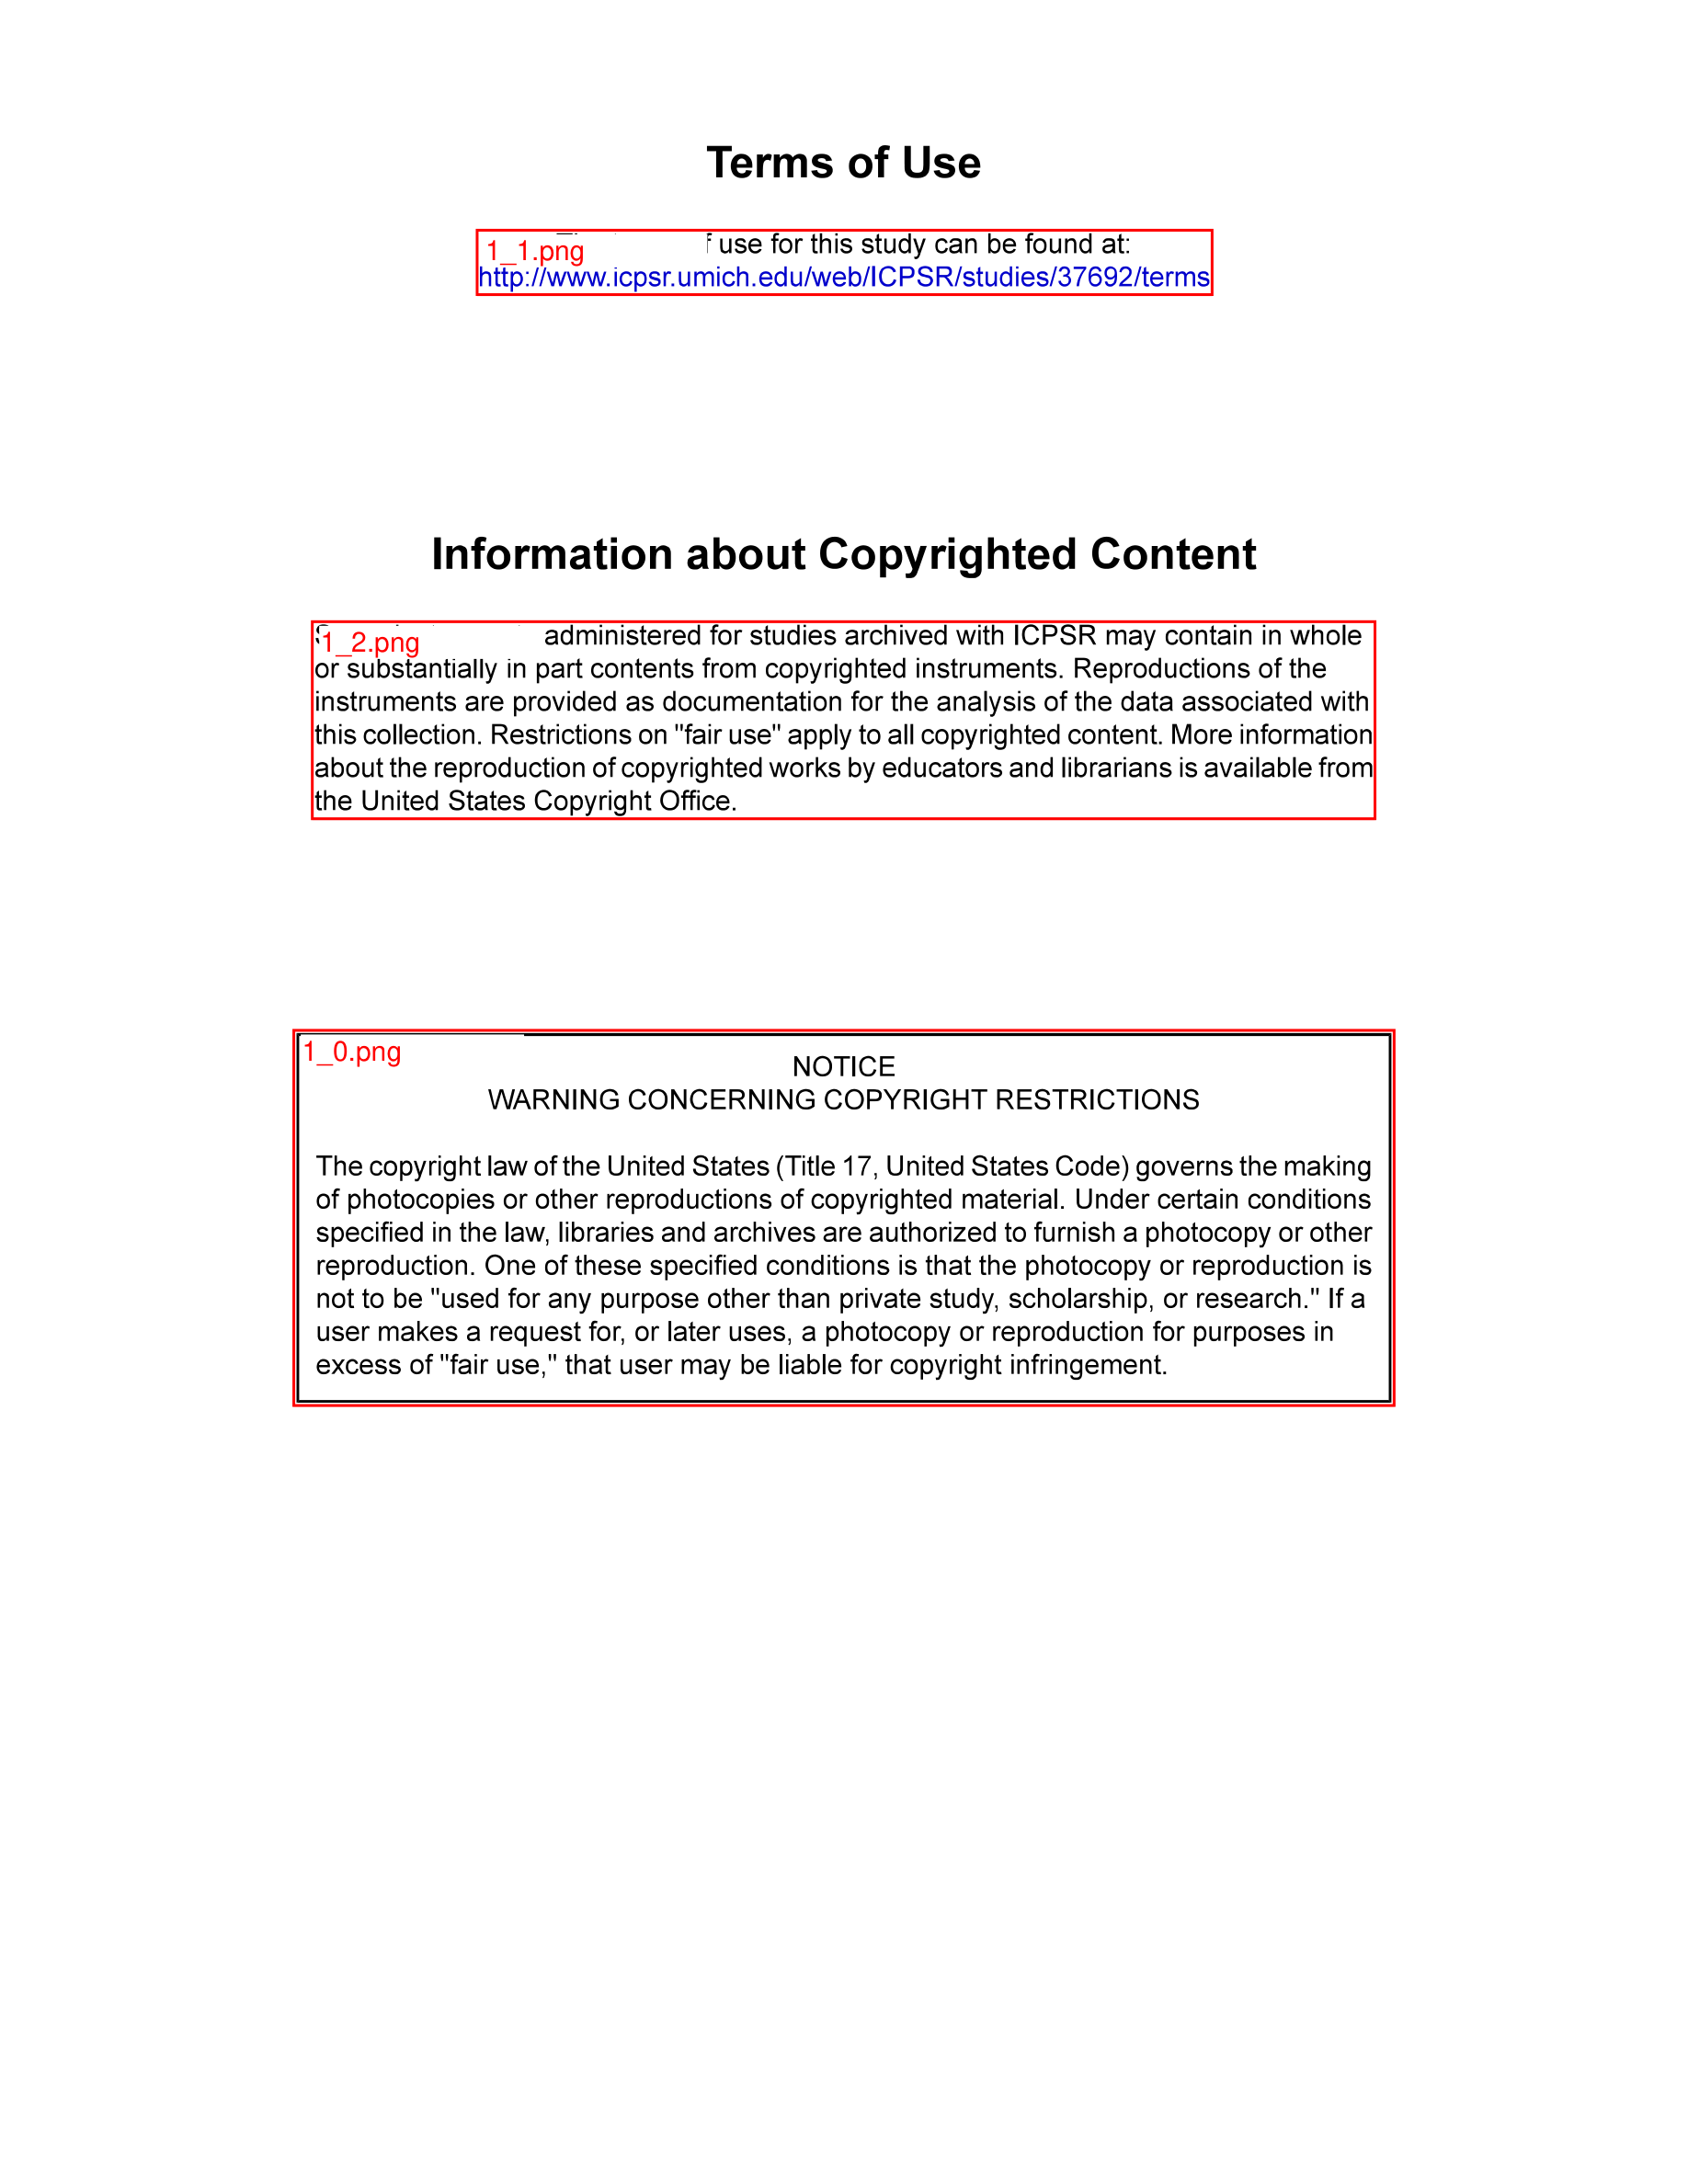 Terms of Use
1_1.png use for this study can be found at:
http://www.icpsr.umich.edu/web/ICPSR/studies/37692/terms
Information about Copyrighted Content
1_2.png administered for studies archived with ICPSR may contain in whole
or substantially in part contents from copyrighted instruments. Reproductions of the
instruments are provided as documentation for the analysis of the data associated with
this collection. Restrictions on "fair use" apply to all copyrighted content. More information
about the reproduction of copyrighted works by educators and librarians is available from
the United States Copyright Office.
1_0.png
NOTICE
WARNING CONCERNING COPYRIGHT RESTRICTIONS
The copyright law of the United States (Title 17, United States Code) governs the making
of photocopies or other reproductions of copyrighted material. Under certain conditions
specified in the law, libraries and archives are authorized to furnish a photocopy or other
reproduction. One of these specified conditions is that the photocopy or reproduction is
not to be "used for any purpose other than private study, scholarship, or research." If a
user makes a request for, or later uses, a photocopy or reproduction for purposes in
excess of "fair use," that user may be liable for copyright infringement.